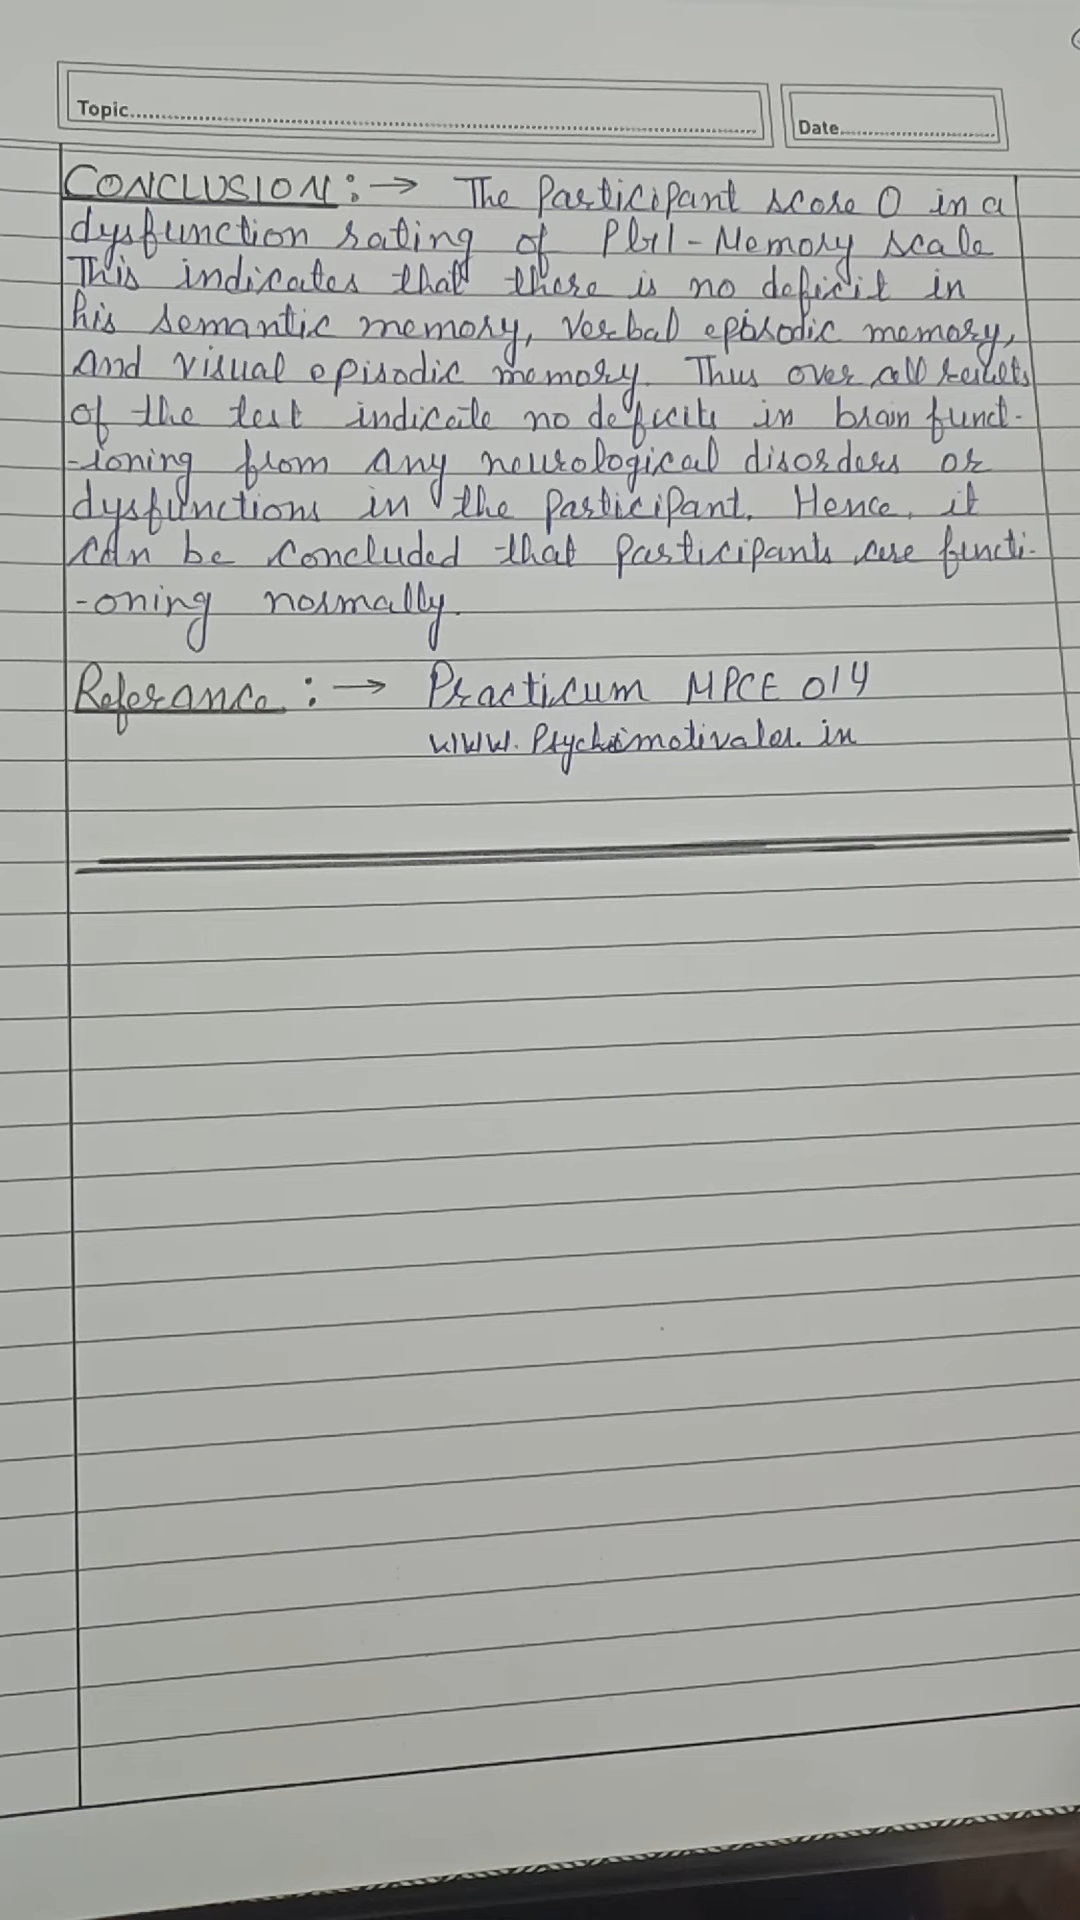 Topic
Date
CONCLUSION :→ The Participant score 0 in a
dysfunction rating of PGI-Memory scale
This indicates that there is no deficit in
his semantic memory, Verbal episodic memory,
and visual episodic memory. Thus over all results
of the test indicate no deficits in brain funct-
-ioning from any neurological disorders or
dysfunctions in the participant. Hence, it
can be concluded that participants are functi-
-oning normally.
Referance :→ Practicum MPCE 014
www. .in